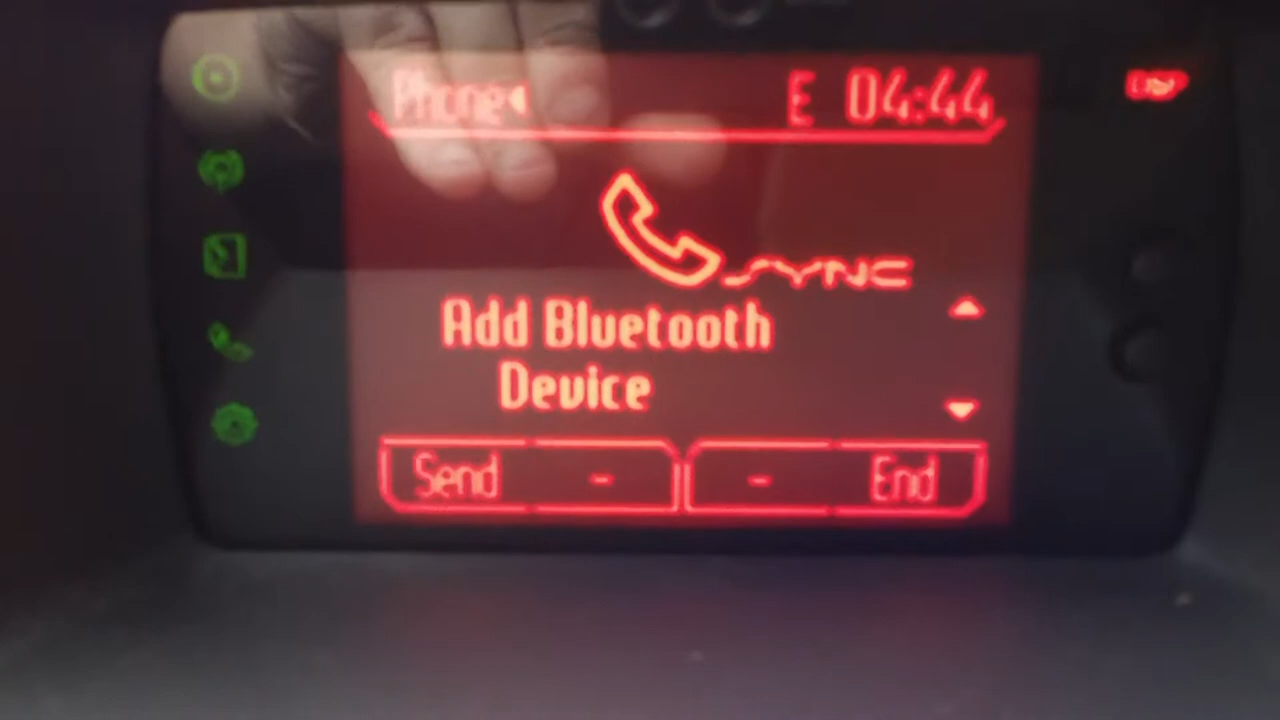 Phone
E 04:44
SYNC
Add Bluetooth
Device
Send - - End